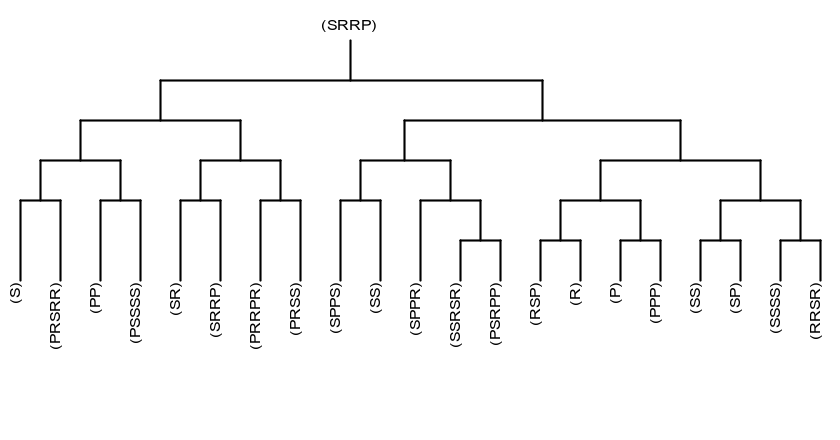 (SRRP)
(S)
(PRSRR)
(PP)
(PSSSS)
(SR)
(SRRP)
(PRRPR)
(PRSS)
(SPPS)
(SS)
(SPPR)
(SSRSR)
(PSRPP)
(RSP)
(R)
(P)
(PPP)
(SS)
(SP)
(SSSS)
(RRSR)